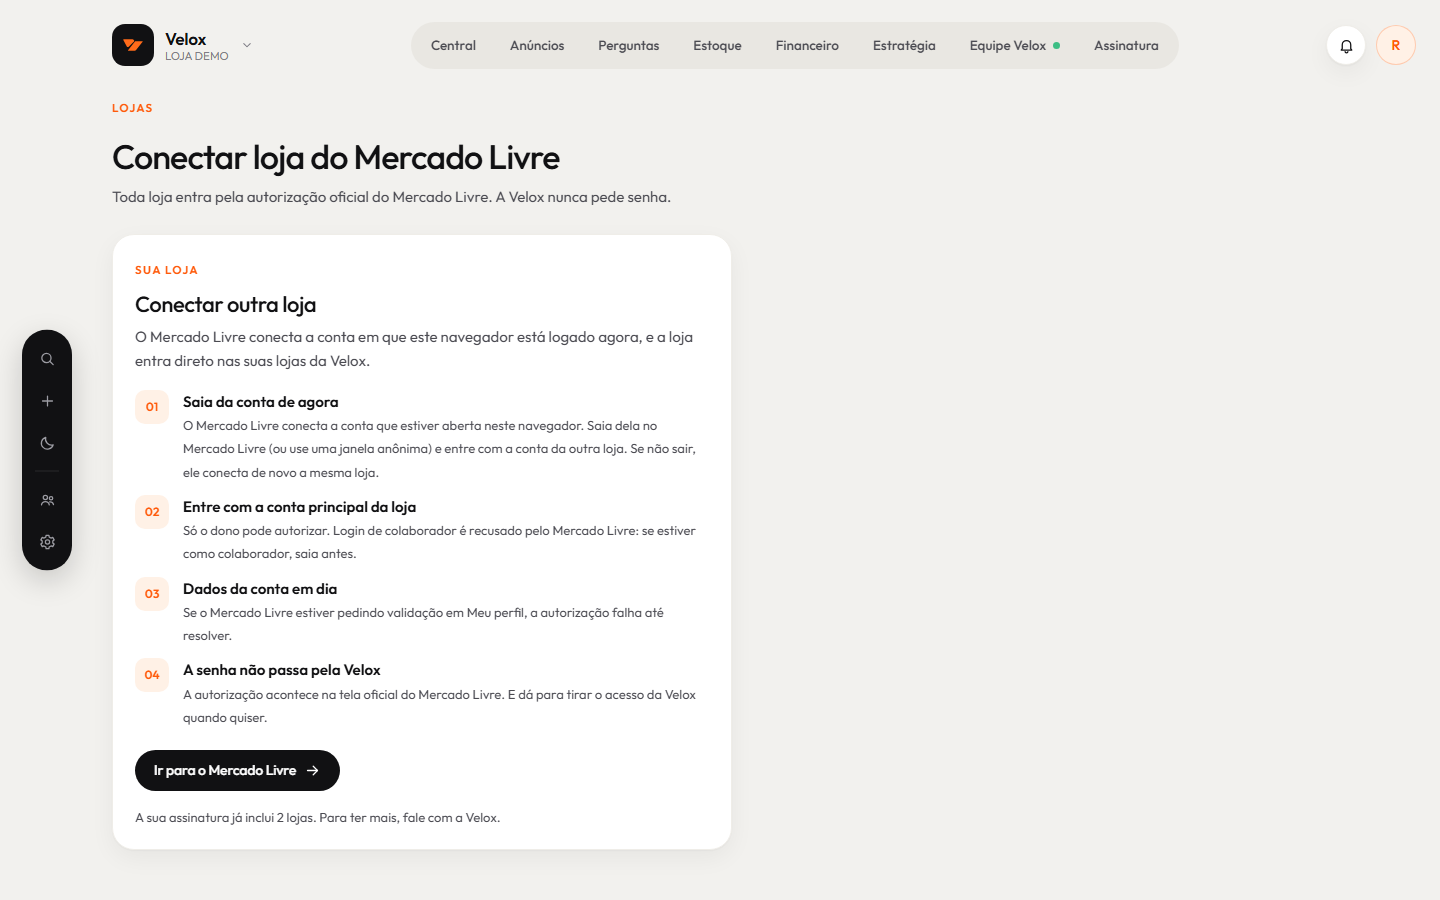 Velox
LOJA DEMO
Central
Anúncios
Perguntas
Estoque
Financeiro
Estratégia
Equipe Velox
Assinatura
R
LOJAS
Conectar loja do Mercado Livre
Toda loja entra pela autorização oficial do Mercado Livre. A Velox nunca pede senha.
SUA LOJA
Conectar outra loja
O Mercado Livre conecta a conta em que este navegador está logado agora, e a loja
entra direto nas suas lojas da Velox.
01
Saia da conta de agora
O Mercado Livre conecta a conta que estiver aberta neste navegador. Saia dela no
Mercado Livre (ou use uma janela anônima) e entre com a conta da outra loja. Se não sair,
ele conecta de novo a mesma loja.
02
Entre com a conta principal da loja
Só o dono pode autorizar. Login de colaborador é recusado pelo Mercado Livre: se estiver
como colaborador, saia antes.
03
Dados da conta em dia
Se o Mercado Livre estiver pedindo validação em Meu perfil, a autorização falha até
resolver.
04
A senha não passa pela Velox
A autorização acontece na tela oficial do Mercado Livre. E dá para tirar o acesso da Velox
quando quiser.
Ir para o Mercado Livre
A sua assinatura já inclui 2 lojas. Para ter mais, fale com a Velox.